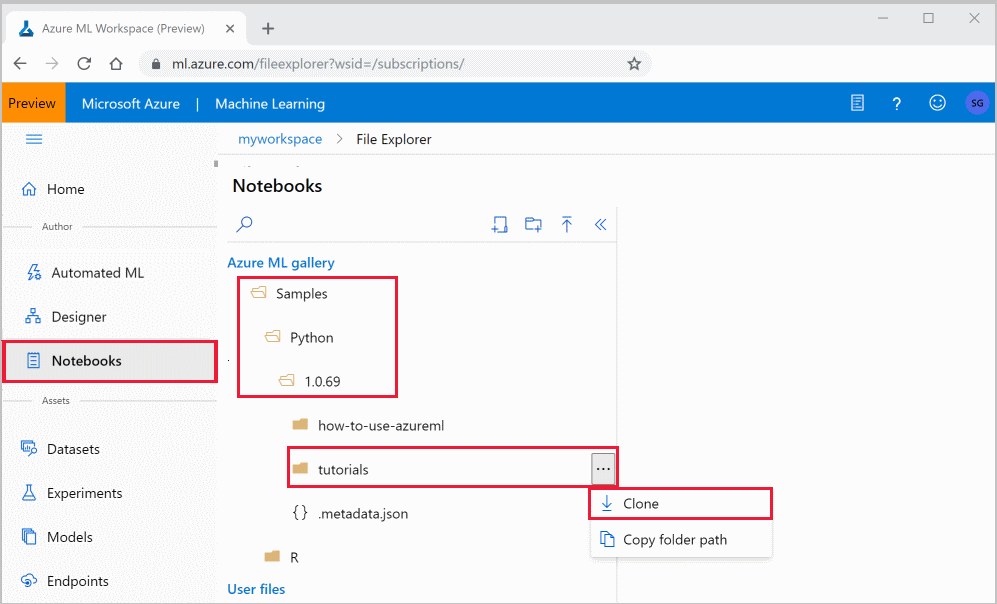 Azure ML Workspace (Preview)
ml.azure.com/fileexplorer?wsid=/subscriptions/
Preview Microsoft Azure | Machine Learning ? SG
myworkspace > File Explorer
Home
Author
Automated ML
Designer
Notebooks
Assets
Datasets
Experiments
Models
Endpoints
Notebooks
Azure ML gallery
Samples
Python
1.0.69
how-to-use-azureml
tutorials ...
Clone
Copy folder path
{} .metadata.json
R
User files